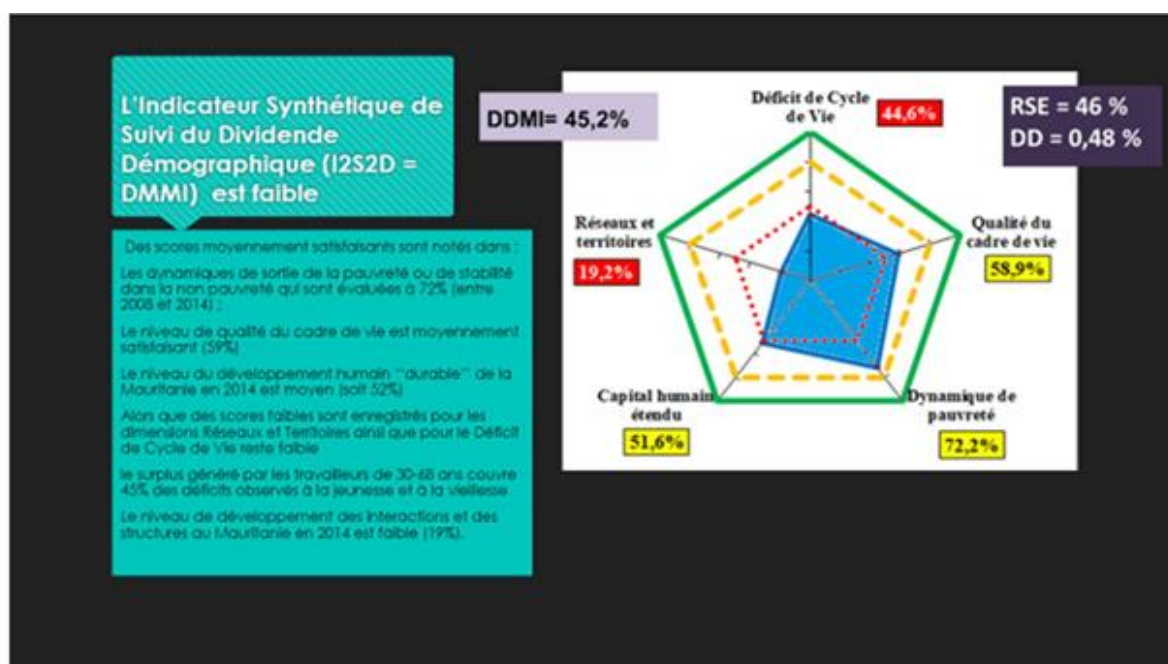 L'Indicateur Synthétique de
Suivi du Dividende
Démographique (I2S2D =
DMMI) est faible
Des scores moyennement satisfaisants sont notés dans :
Les dynamiques de sortie de la pauvreté ou de stabilité
dans la non pauvreté qui sont évaluées à 72% (entre
2008 et 2014) ;
Le niveau de qualité du cadre de vie est moyennement
satisfaisant (59%)
Le niveau du développement humain ''durable'' de la
Mauritanie en 2014 est moyen (soit 52%)
Alors que des scores faibles sont enregistrés pour les
dimensions Réseaux et Territoires ainsi que pour le Déficit
de Cycle de Vie reste faible
le surplus généré par les travailleurs de 30-68 ans couvre
45% des déficits observés à la jeunesse et à la vieillesse
Le niveau de développement des interactions et des
structures au Mauritanie en 2014 est faible (19%).
DDMI= 45,2%
Déficit de Cycle
de Vie
44,6%
RSE = 46 %
DD = 0,48 %
Réseaux et
territoires
19,2%
Qualité du
cadre de vie
58,9%
Capital humain
étendu
51,6%
Dynamique de
pauvreté
72,2%